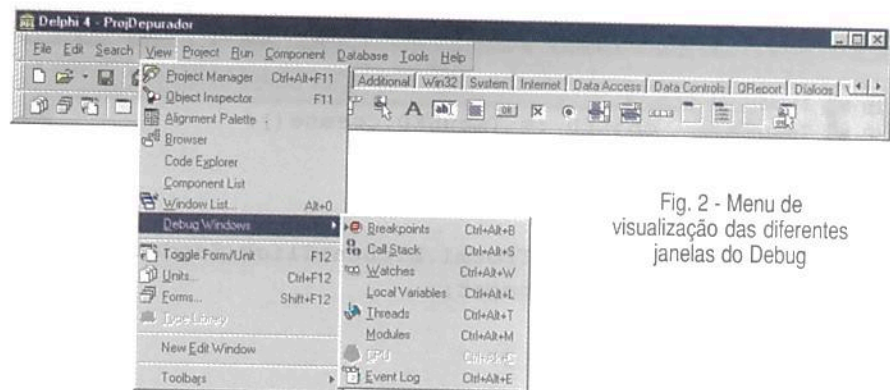 Delphi 4 - ProjDepurador
File Edit Search View Project Run Component Database Tools Help
Additional Win32 System Internet Data Access Data Controls QReport Dialogs
Project Manager Ctrl+Alt+F11
Object Inspector F11
Alignment Palette
Browser
Code Explorer
Component List
Window List... Alt+0
Debug Windows
Toggle Form/Unit F12
Units... Ctrl+F12
Forms... Shift+F12
Type Library
New Edit Window
Toolbars
Breakpoints Ctrl+Alt+B
Call Stack Ctrl+Alt+S
Watches Ctrl+Alt+W
Local Variables Ctrl+Alt+L
Threads Ctrl+Alt+T
Modules Ctrl+Alt+M
CPU Ctrl+Alt+C
Event Log Ctrl+Alt+E
Fig. 2 - Menu de
visualização das diferentes
janelas do Debug